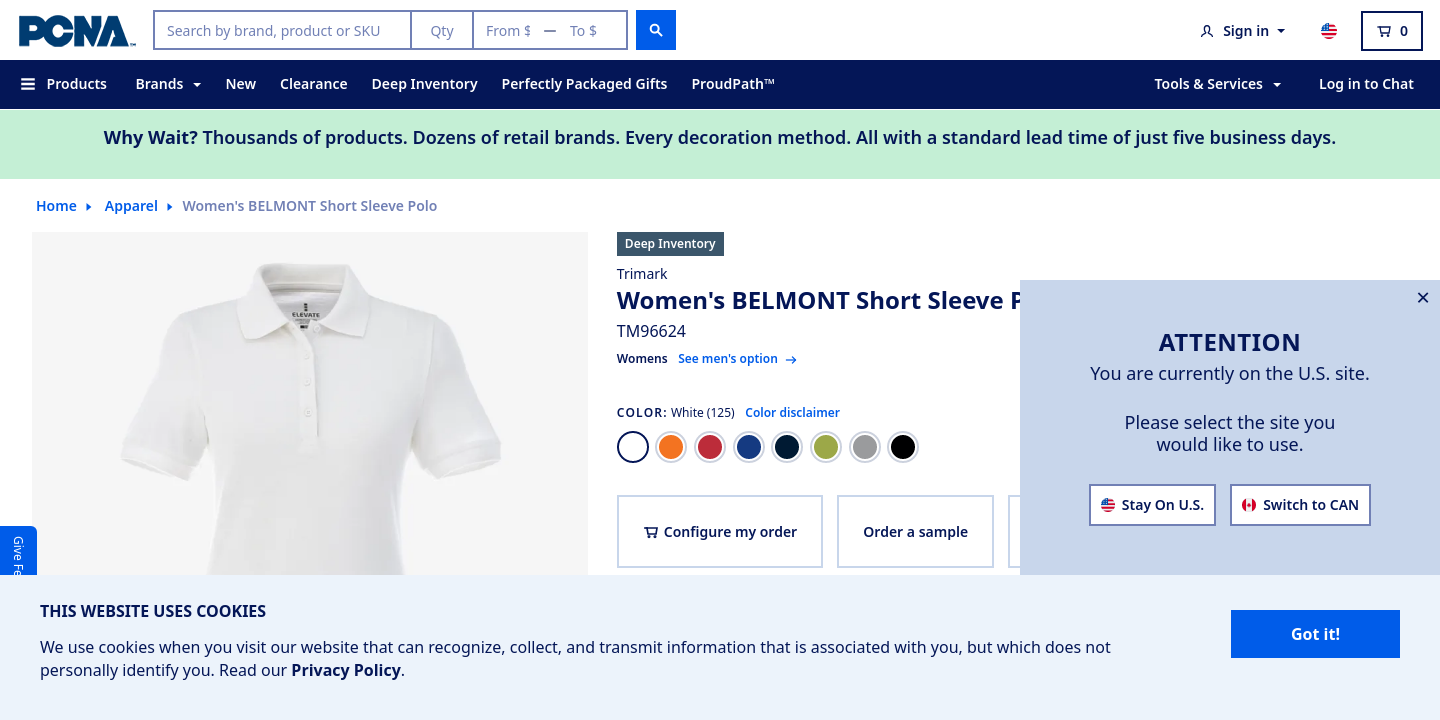 PCNA™
Search by brand, product or SKU
Qty
From $ — To $
Sign in
0
Products
Brands
New
Clearance
Deep Inventory
Perfectly Packaged Gifts
ProudPath™
Tools & Services
Log in to Chat
Why Wait? Thousands of products. Dozens of retail brands. Every decoration method. All with a standard lead time of just five business days.
Home
Apparel
Women's BELMONT Short Sleeve Polo
ELEVATE
Deep Inventory
Trimark
Women's BELMONT Short Sleeve
TM96624
Womens See men's option →
COLOR: White (125) Color disclaimer
Configure my order
Order a sample
×
ATTENTION
You are currently on the U.S. site.
Please select the site you
would like to use.
Stay On U.S.
Switch to CAN
Give
THIS WEBSITE USES COOKIES
We use cookies when you visit our website that can recognize, collect, and transmit information that is associated with you, but which does not
personally identify you. Read our Privacy Policy.
Got it!